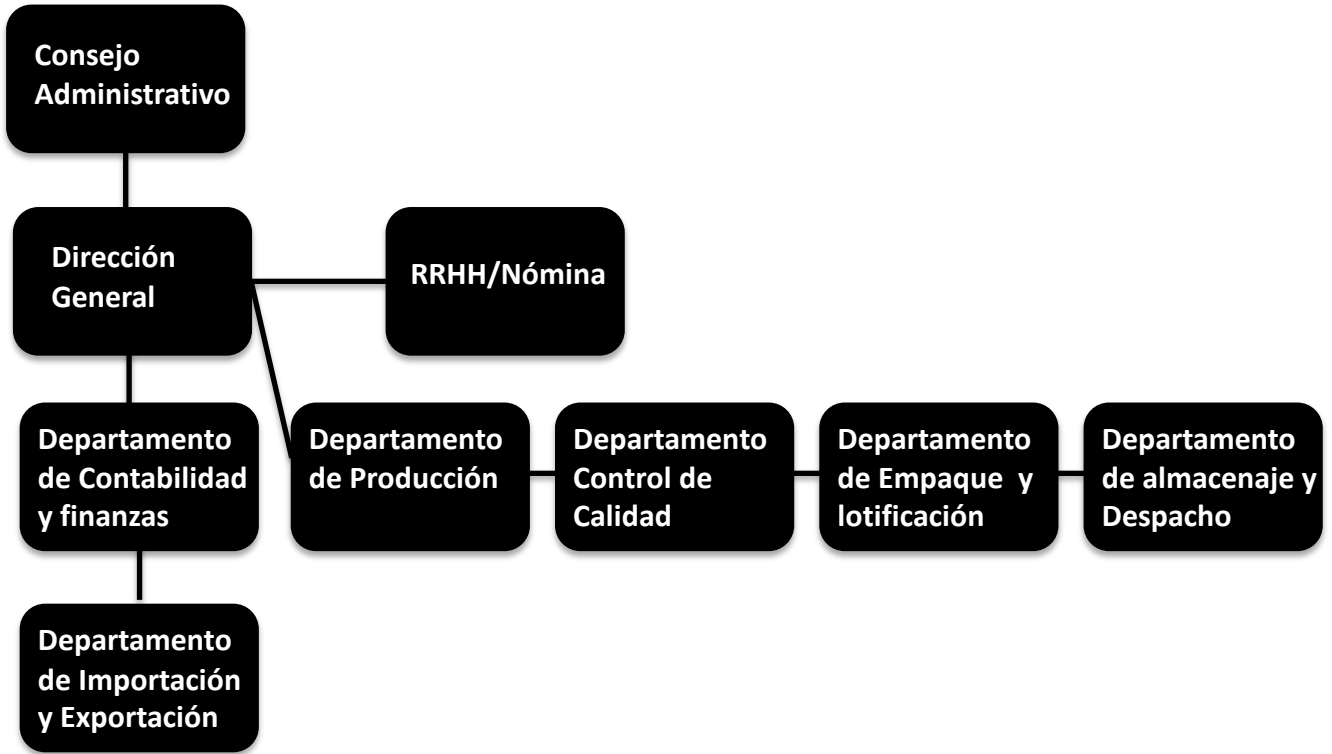 Consejo
Administrativo
Dirección
General
RRHH/Nómina
Departamento
de Contabilidad
y finanzas
Departamento
de Producción
Departamento
Control de
Calidad
Departamento
de Empaque y
lotificación
Departamento
de almacenaje y
Despacho
Departamento
de Importación
y Exportación